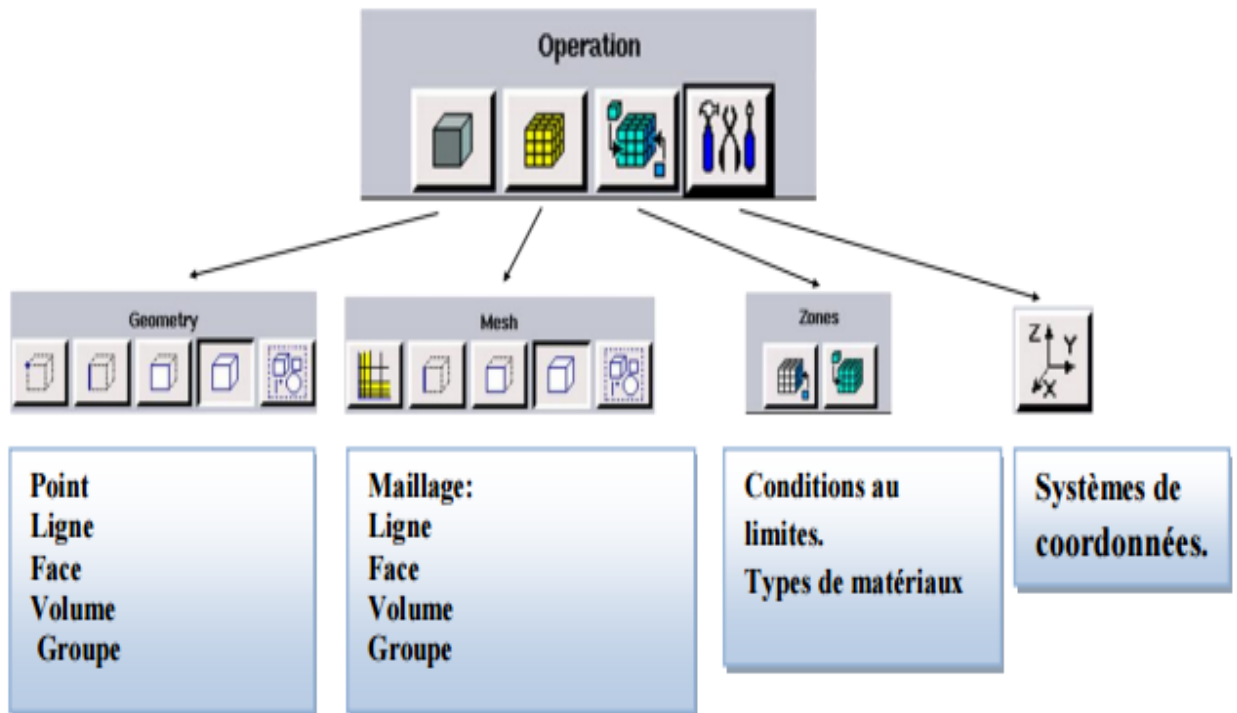 Operation
Geometry
Mesh
Zones
Z
Y
X
Point
Ligne
Face
Volume
Groupe
Maillage:
Ligne
Face
Volume
Groupe
Conditions au
limites.
Types de matériaux
Systèmes de
coordonnées.